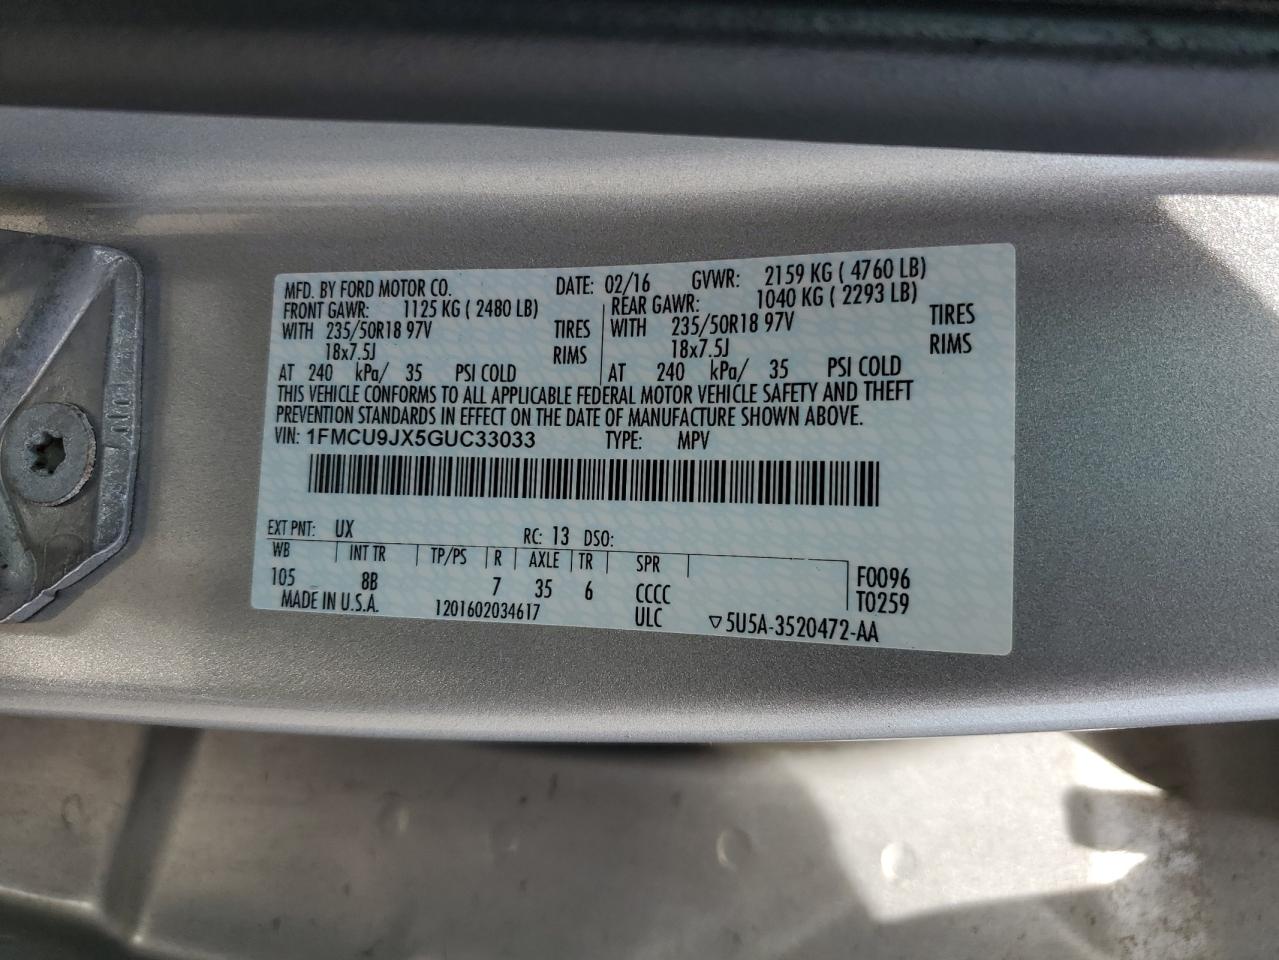 MFD. BY FORD MOTOR CO. DATE: 02/16 GVWR: 2159 KG ( 4760 LB)
FRONT GAWR: 1125 KG ( 2480 LB) REAR GAWR: 1040 KG ( 2293 LB)
WITH 235/50R18 97V TIRES WITH 235/50R18 97V TIRES
18x7.5J RIMS 18x7.5J RIMS
AT 240 kPa/ 35 PSI COLD AT 240 kPa/ 35 PSI COLD
THIS VEHICLE CONFORMS TO ALL APPLICABLE FEDERAL MOTOR VEHICLE SAFETY AND THEFT
PREVENTION STANDARDS IN EFFECT ON THE DATE OF MANUFACTURE SHOWN ABOVE.
VIN: 1FMCU9JX5GUC33033 TYPE: MPV
EXT PNT: UX RC: 13 DSO:
WB INT TR TP/PS R AXLE TR SPR
105 8B 7 35 6 CCCC F0096
MADE IN U.S.A. 1201602034617 ULC T0259
▽5U5A-3520472-AA